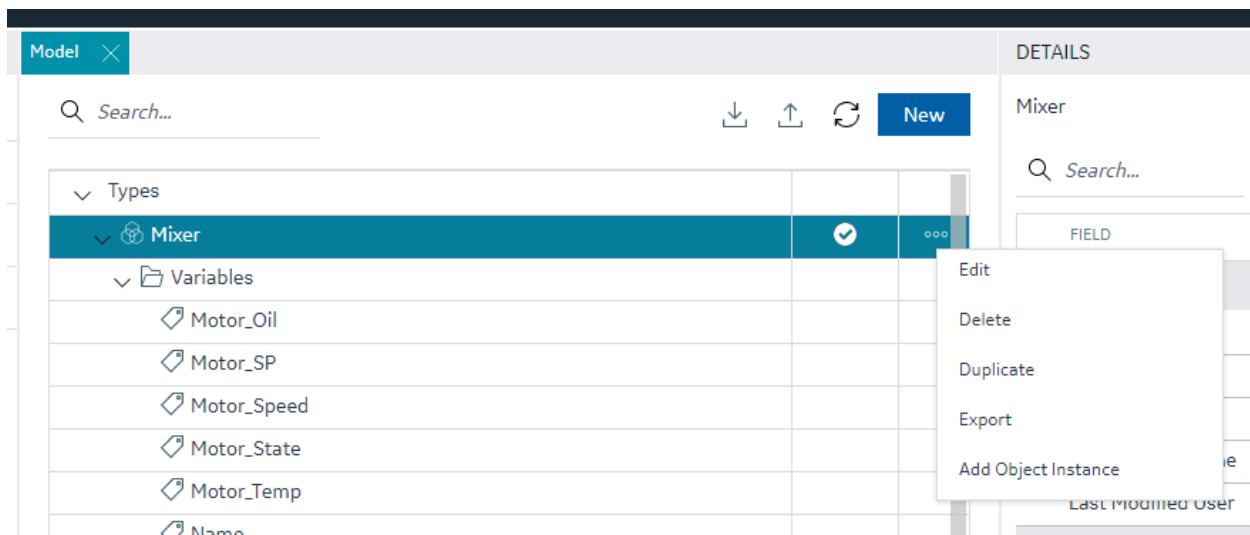 Model
DETAILS
Search...
New
Mixer
Search...
Types
Mixer
FIELD
Variables
Edit
Motor_Oil
Delete
Motor_SP
Duplicate
Motor_Speed
Export
Motor_State
Add Object Instance
Motor_Temp
Last Modified User
Name